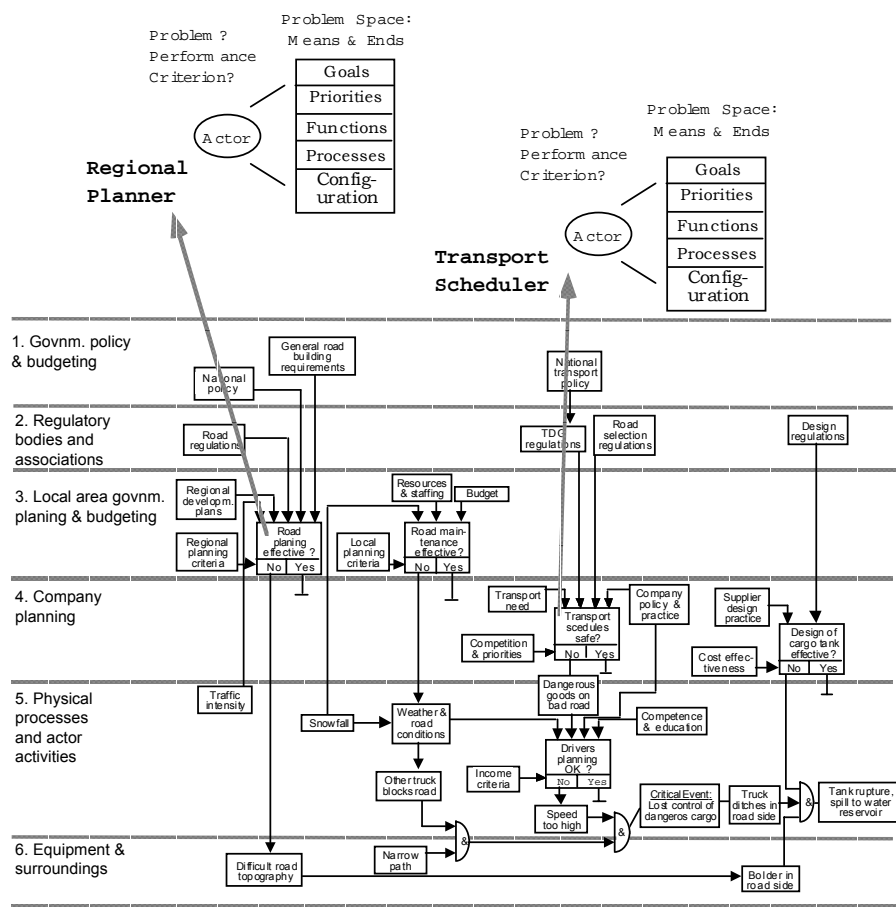 Problem Space:
Means & Ends
Problem ?
Performance
Criterion?
Goals
Priorities
Functions
Processes
Config-
uration
Actor
Regional
Planner
Problem Space:
Means & Ends
Problem ?
Performance
Criterion?
Goals
Priorities
Functions
Processes
Config-
uration
Actor
Transport
Scheduler
1. Govnm. policy
& budgeting
General road
building
requirements
National
policy
National
transport
policy
2. Regulatory
bodies and
associations
Road
regulations
TDG
regulations
Road
selection
regulations
Design
regulations
3. Local area govnm.
planing & budgeting
Regional
developm.
plans
Resources
& staffing
Budget
Regional
planning
criteria
Road
planing
effective ?
No Yes
Local
planning
criteria
Road main-
tenance
effective?
No Yes
4. Company
planning
Transport
need
Company
policy &
practice
Supplier
design
practice
Competition
& priorities
Transport
scedules
safe?
No Yes
Design of
cargo tank
effective ?
No Yes
Cost effec-
tiveness
5. Physical
processes
and actor
activities
Traffic
intensity
Dangerous
goods on
bad road
Snowfall
Weather &
road
conditions
Competence
& education
Drivers
planning
OK ?
No Yes
Other truck
blocks road
Income
criteria
Speed
too high
&
Critical Event:
Lost control of
dangeros cargo
Truck
ditches in
road side
&
Tank rupture,
spill to water
reservoir
6. Equipment &
surroundings
Narrow
path
&
Difficult road
topography
Bolder in
road side